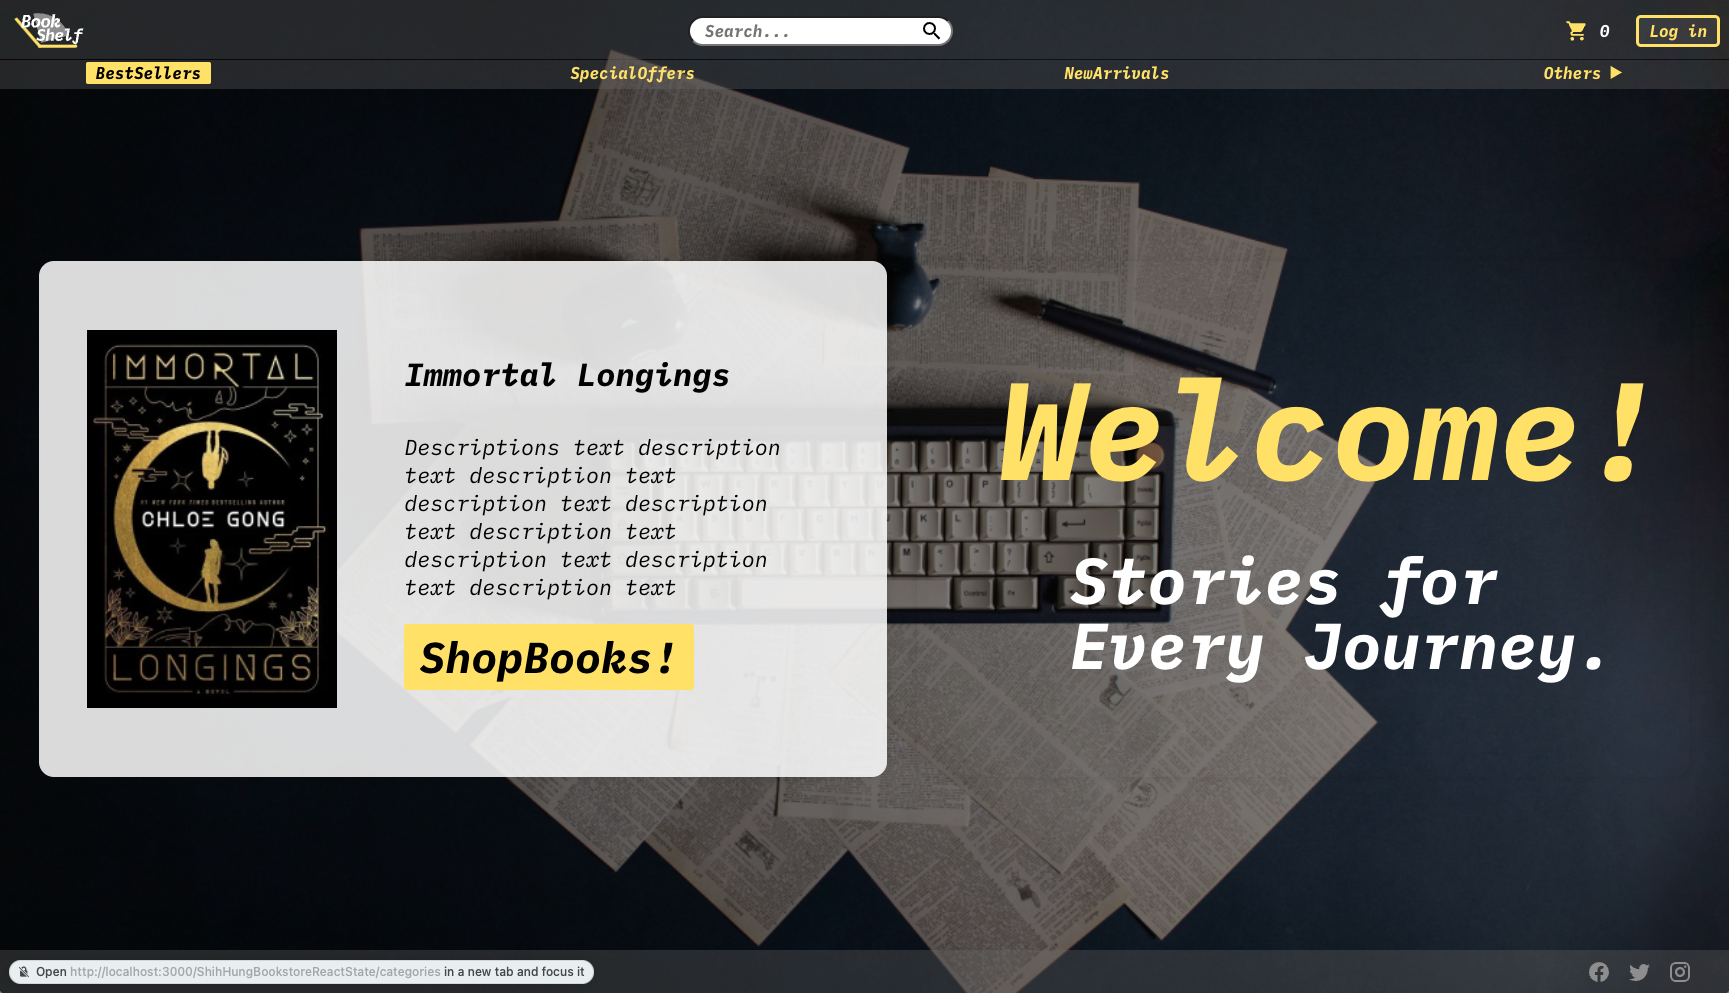 Book
Shelf
Search...
0
Log in
BestSellers
SpecialOffers
NewArrivals
Others
IMMORTAL
#1 NEW YORK TIMES BESTSELLING AUTHOR
CHLOE GONG
LONGINGS
A NOVEL
Immortal Longings
Descriptions text description
text description text
description text description
text description text
description text description
text description text
ShopBooks!
Welcome!
Stories for
Every Journey.
Open http://localhost:3000/ShihHungBookstoreReactState/categories in a new tab and focus it